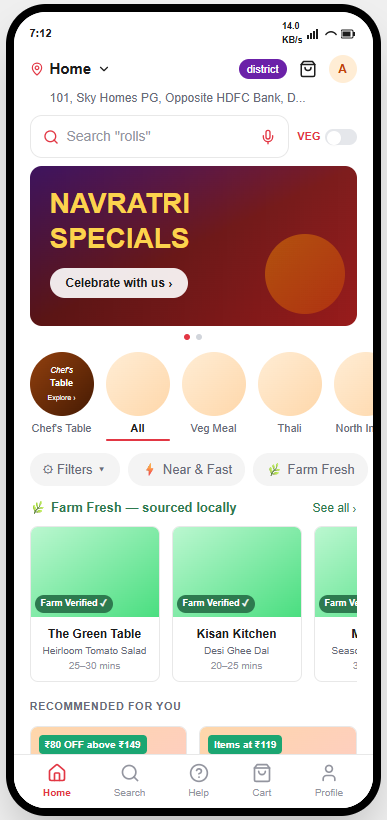 7:12
14.0
KB/s
Home
district
A
101, Sky Homes PG, Opposite HDFC Bank, D...
Search "rolls"
VEG
NAVRATRI
SPECIALS
Celebrate with us ›
Chef's
Table
Explore ›
Chef's Table
All
Veg Meal
Thali
North In
Filters ▾
Near & Fast
Farm Fresh
Farm Fresh — sourced locally
See all ›
Farm Verified ✓
Farm Verified ✓
Farm Ve
The Green Table
Heirloom Tomato Salad
25–30 mins
Kisan Kitchen
Desi Ghee Dal
20–25 mins
M
Seaso
3
RECOMMENDED FOR YOU
₹80 OFF above ₹149
Items at ₹119
Home
Search
Help
Cart
Profile